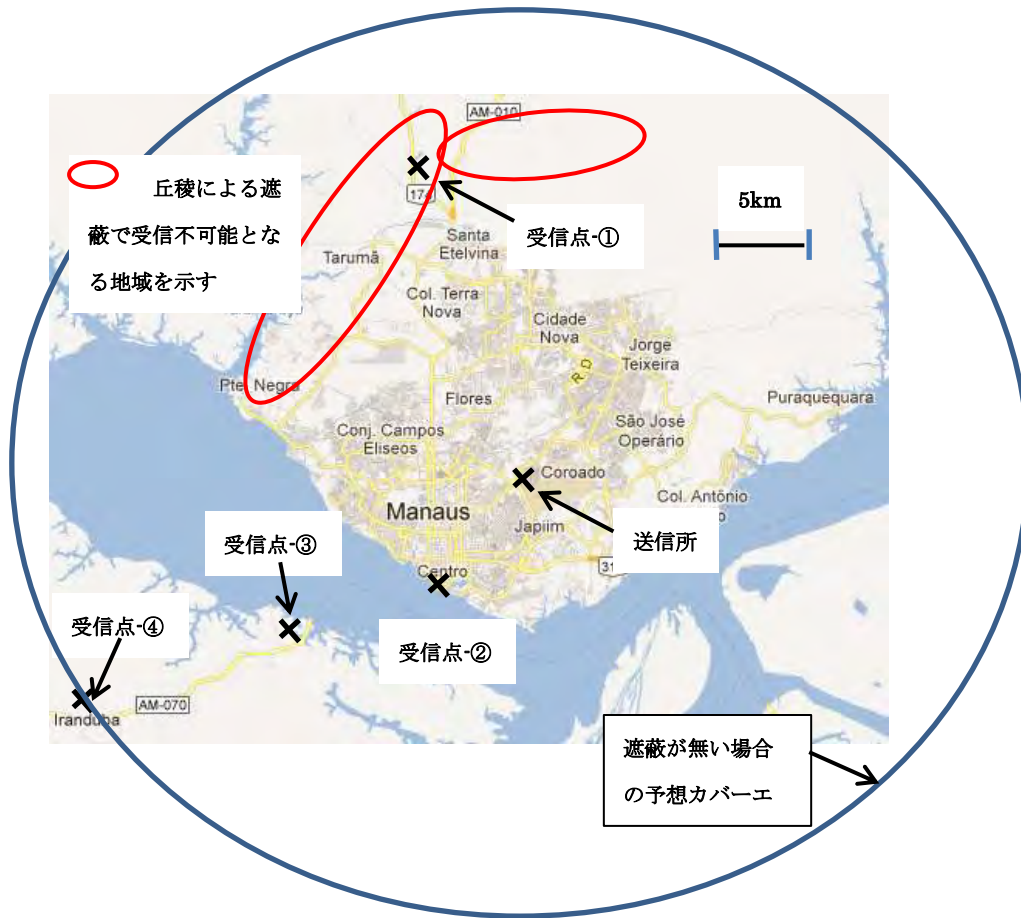 AM-010
丘稜による遮
蔽で受信不可能とな
る地域を示す
174
受信点-①
5km
Santa
Etelvina
Tarumã
Col. Terra
Nova
Cidade
Nova
Jorge
Teixeira
R. D
Pte. Negra
Flores
Puraquequara
São José
Operário
Conj. Campos
Eliseos
Coroado
Col. Antônio
Manaus
Japiim
送信所
受信点-③
Centro
31
受信点-④
受信点-②
AM-070
Iranduba
遮蔽が無い場合
の予想カバーエ